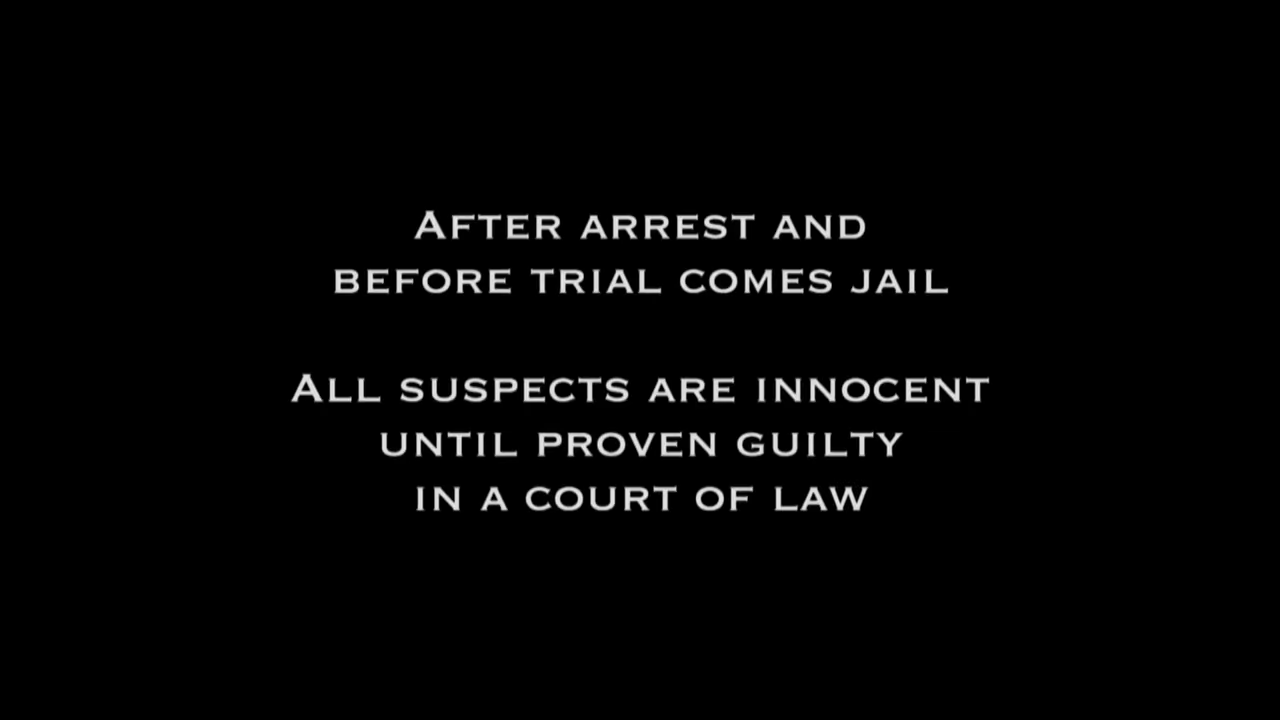 After arrest and
before trial comes jail
All suspects are innocent
until proven guilty
in a court of law